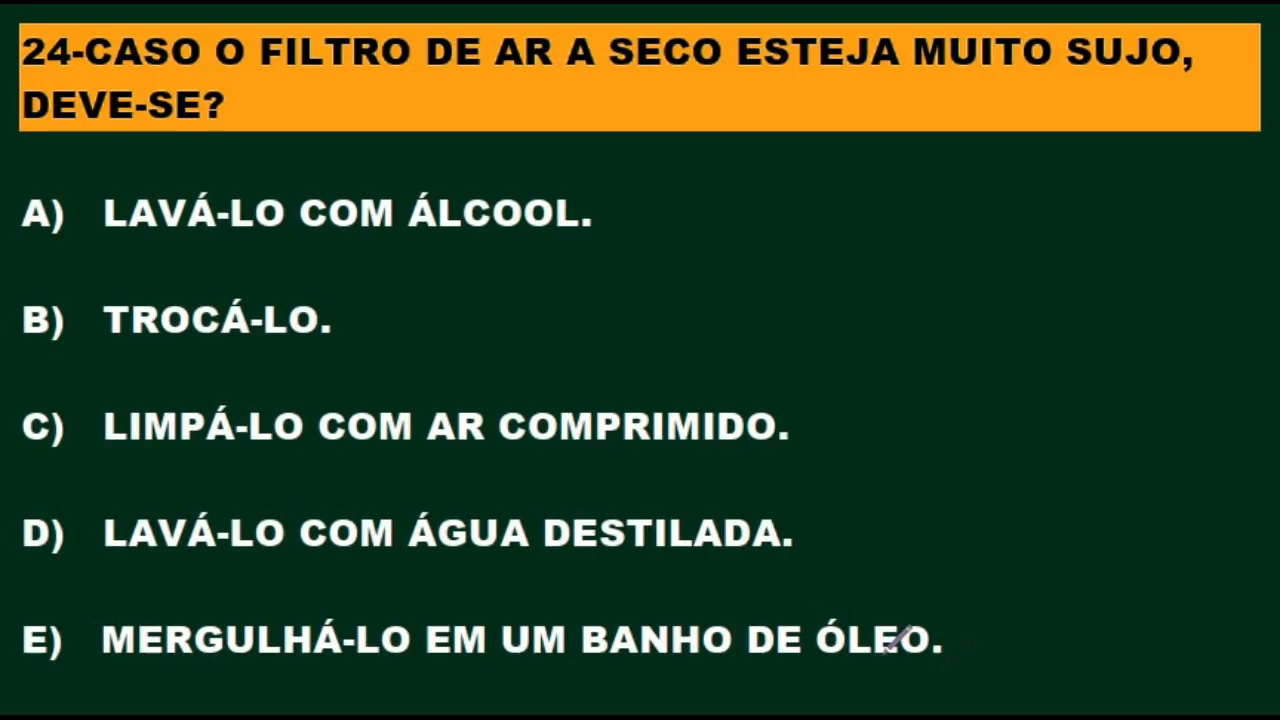 24-CASO O FILTRO DE AR A SECO ESTEJA MUITO SUJO,
DEVE-SE?
A) LAVÁ-LO COM ÁLCOOL.
B) TROCÁ-LO.
C) LIMPÁ-LO COM AR COMPRIMIDO.
D) LAVÁ-LO COM ÁGUA DESTILADA.
E) MERGULHÁ-LO EM UM BANHO DE ÓLEO.